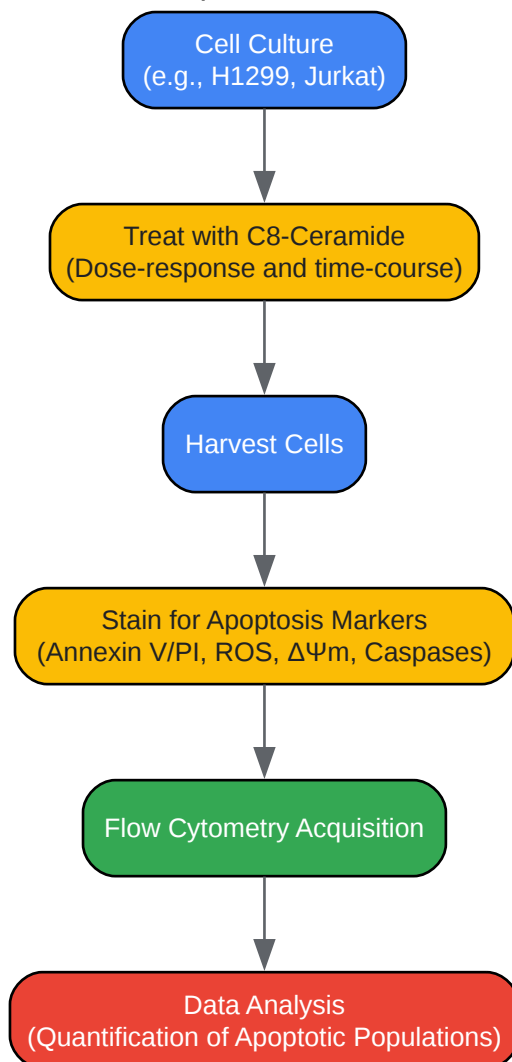 Cell Culture
(e.g., H1299, Jurkat)
Treat with C8-Ceramide
(Dose-response and time-course)
Harvest Cells
Stain for Apoptosis Markers
(Annexin V/PI, ROS, ΔΨm, Caspases)
Flow Cytometry Acquisition
Data Analysis
(Quantification of Apoptotic Populations)